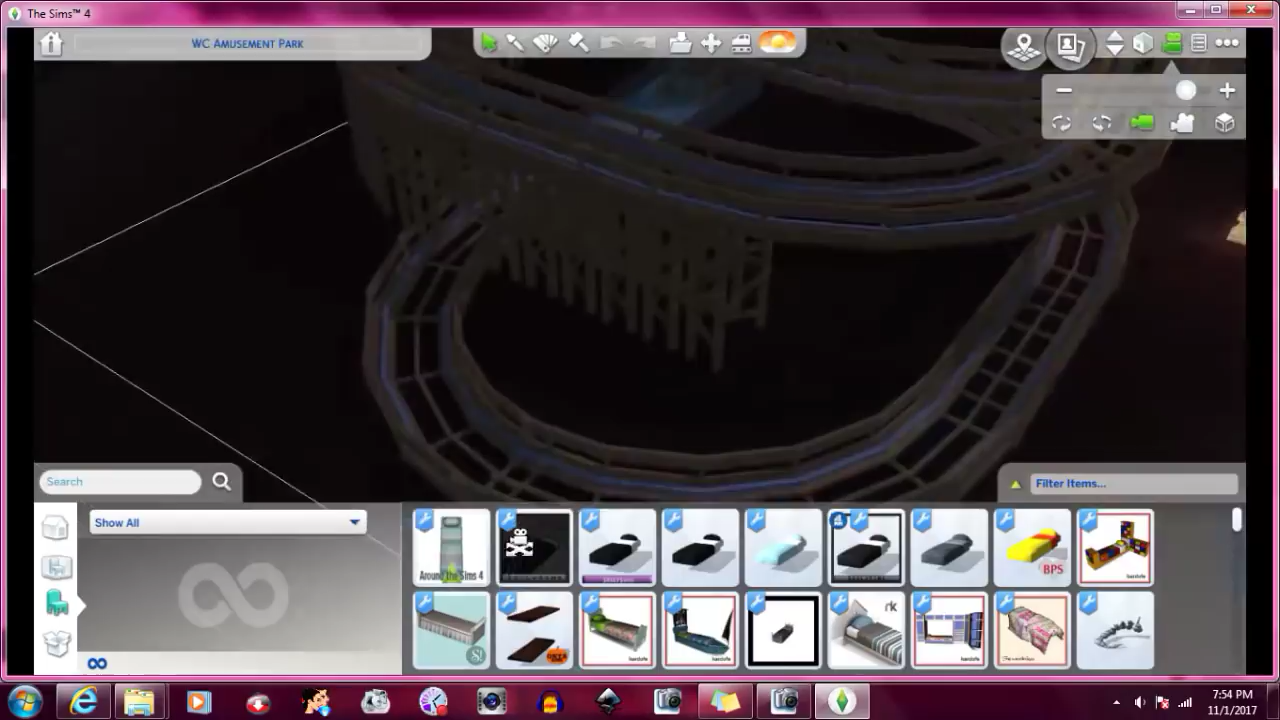 The Sims™ 4
WC Amusement Park
Search
Filter Items...
Show All
Around the Sims 4
BPS
rk
7:54 PM
11/1/2017